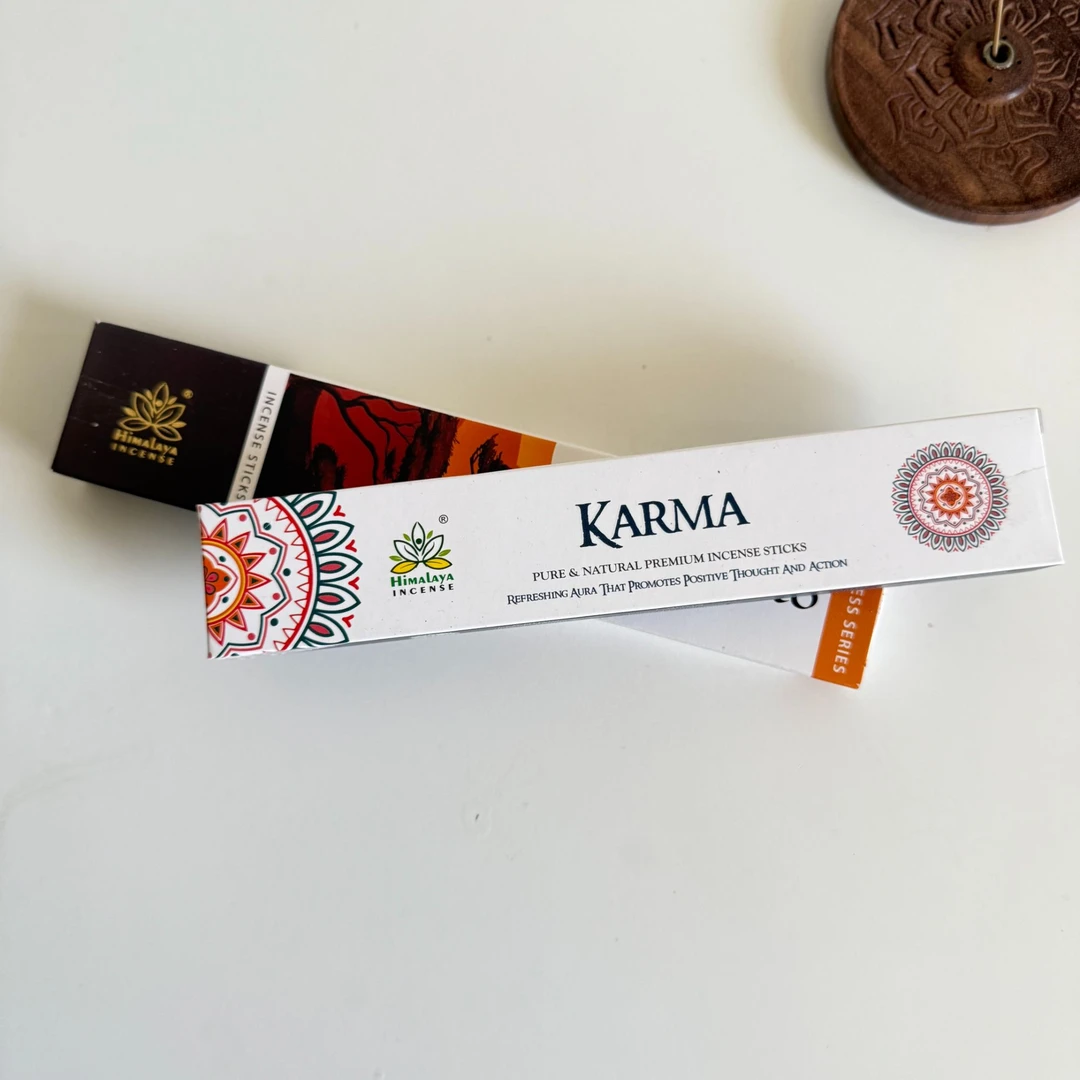 ®
Himalaya
INCENSE
INCENSE STICKS
®
Himalaya
INCENSE
KARMA
PURE & NATURAL PREMIUM INCENSE STICKS
Refreshing Aura That Promotes Positive Thought And Action
SERIES